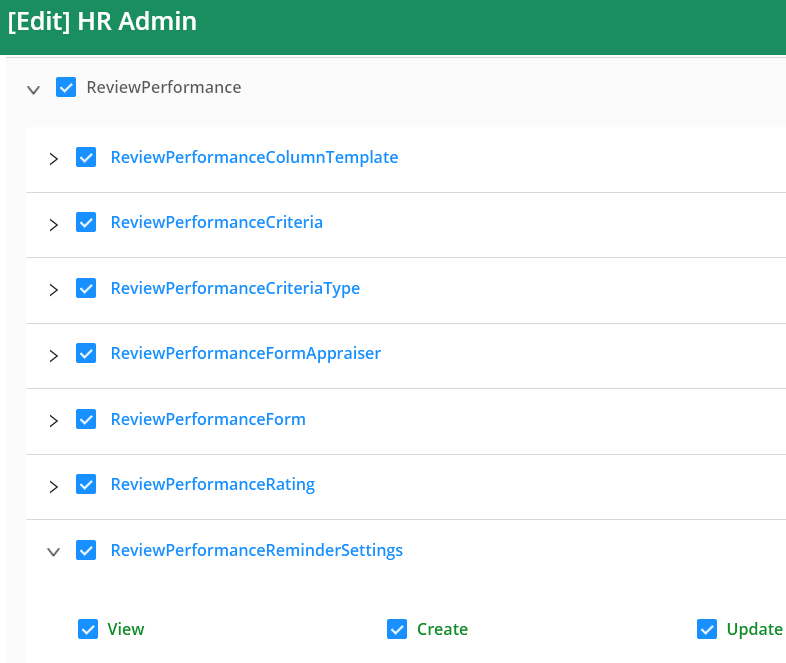 [Edit] HR Admin
ReviewPerformance
ReviewPerformanceColumnTemplate
ReviewPerformanceCriteria
ReviewPerformanceCriteriaType
ReviewPerformanceFormAppraiser
ReviewPerformanceForm
ReviewPerformanceRating
ReviewPerformanceReminderSettings
View Create Update